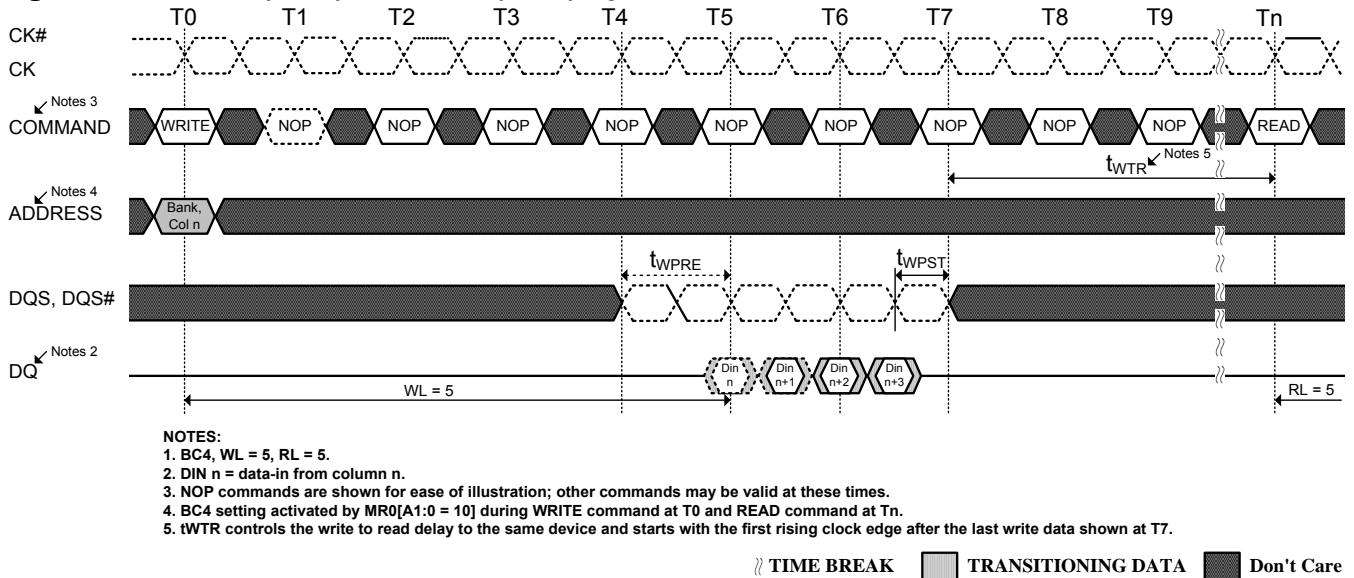 T0 T1 T2 T3 T4 T5 T6 T7 T8 T9 Tn
CK#
CK
Notes 3
COMMAND WRITE NOP NOP NOP NOP NOP NOP NOP NOP NOP READ
tWTR Notes 5
Notes 4
ADDRESS
Bank,
Col n
tWPRE tWPST
DQS, DQS#
Notes 2
DQ
Din n Din n+1 Din n+2 Din n+3
WL = 5 RL = 5
NOTES:
1. BC4, WL = 5, RL = 5.
2. DIN n = data-in from column n.
3. NOP commands are shown for ease of illustration; other commands may be valid at these times.
4. BC4 setting activated by MR0[A1:0 = 10] during WRITE command at T0 and READ command at Tn.
5. tWTR controls the write to read delay to the same device and starts with the first rising clock edge after the last write data shown at T7.
TIME BREAK TRANSITIONING DATA Don't Care